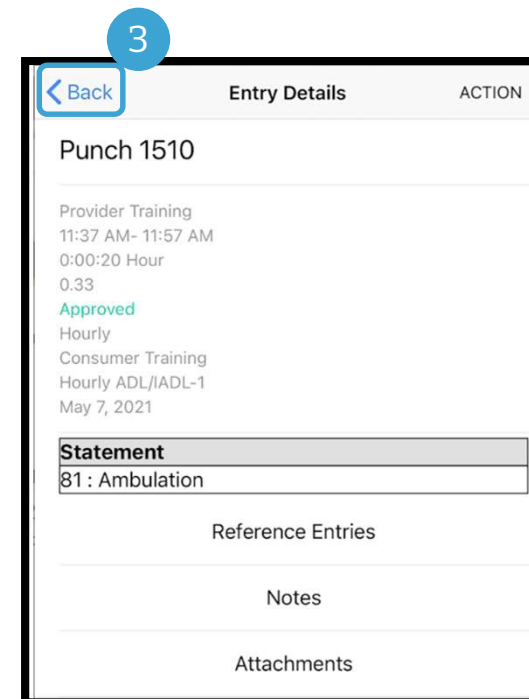 3
Back Entry Details ACTION
Punch 1510
Provider Training
11:37 AM- 11:57 AM
0:00:20 Hour
0.33
Approved
Hourly
Consumer Training
Hourly ADL/IADL-1
May 7, 2021
Statement
81 : Ambulation
Reference Entries
Notes
Attachments